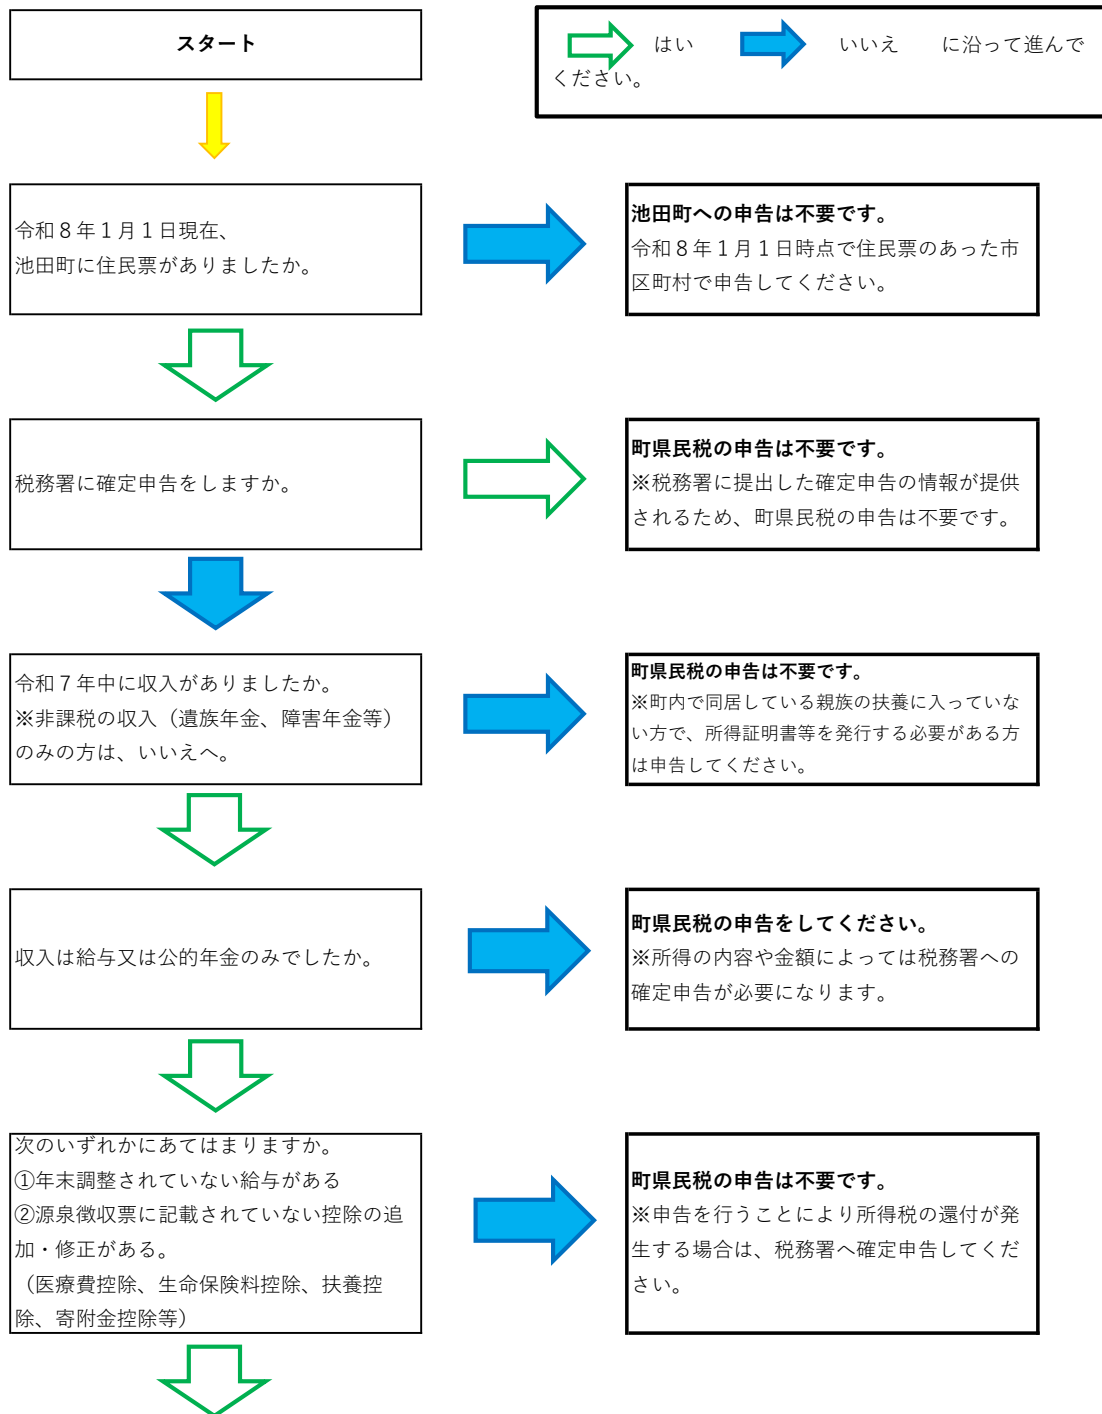 スタート
はい　いいえ　に沿って進んで
ください。
令和８年１月１日現在、
池田町に住民票がありましたか。
池田町への申告は不要です。
令和８年１月１日時点で住民票のあった市
区町村で申告してください。
税務署に確定申告をしますか。
町県民税の申告は不要です。
※税務署に提出した確定申告の情報が提供
されるため、町県民税の申告は不要です。
令和７年中に収入がありましたか。
※非課税の収入（遺族年金、障害年金等）
のみの方は、いいえへ。
町県民税の申告は不要です。
※町内で同居している親族の扶養に入っていな
い方で、所得証明書等を発行する必要がある方
は申告してください。
収入は給与又は公的年金のみでしたか。
町県民税の申告をしてください。
※所得の内容や金額によっては税務署への
確定申告が必要になります。
次のいずれかにあてはまりますか。
①年末調整されていない給与がある
②源泉徴収票に記載されていない控除の追
加・修正がある。
（医療費控除、生命保険料控除、扶養控
除、寄附金控除等）
町県民税の申告は不要です。
※申告を行うことにより所得税の還付が発
生する場合は、税務署へ確定申告してくだ
さい。